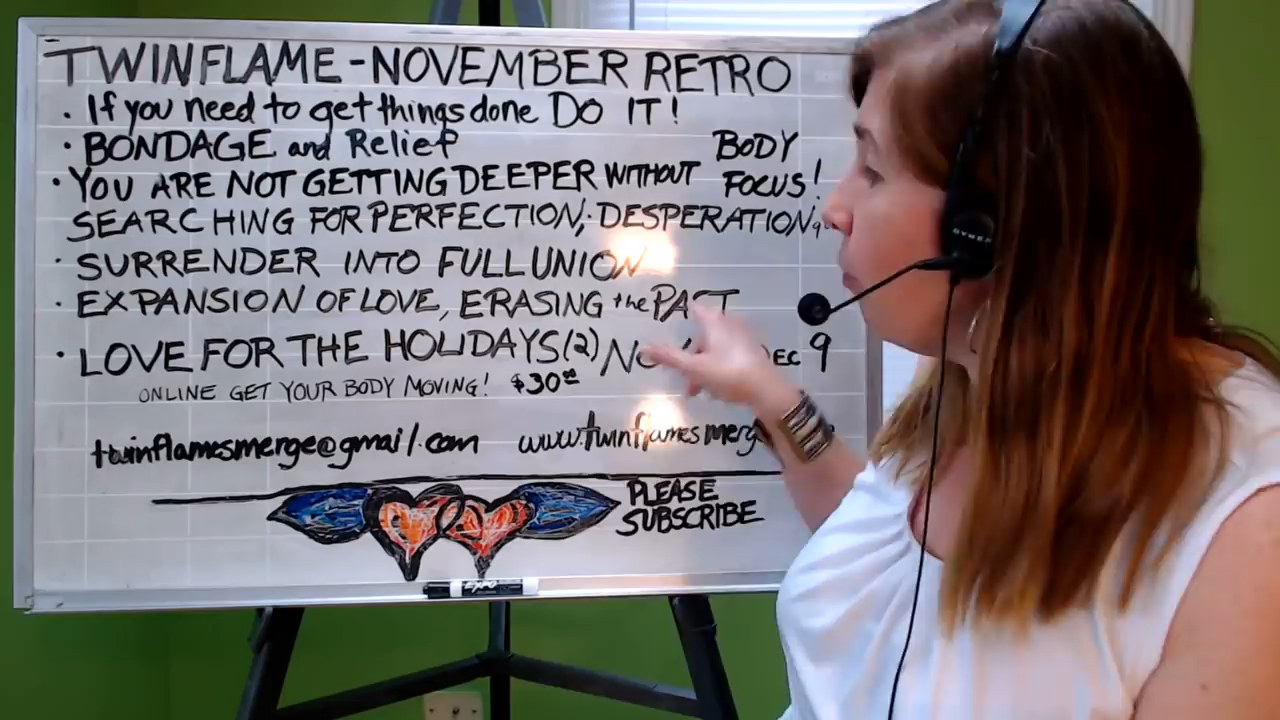 TWINFLAME - NOVEMBER RETRO
• If you need to get things done DO IT!
• BONDAGE and Relief
• YOU ARE NOT GETTING DEEPER WITHOUT BODY FOCUS!
SEARCHING FOR PERFECTION; DESPERATION
• SURRENDER INTO FULL UNION
• EXPANSION OF LOVE, ERASING the PAST
• LOVE FOR THE HOLIDAYS (2) 9
ONLINE GET YOUR BODY MOVING! $30.00
twinflamesmerge@gmail.com
PLEASE
SUBSCRIBE
EXPO